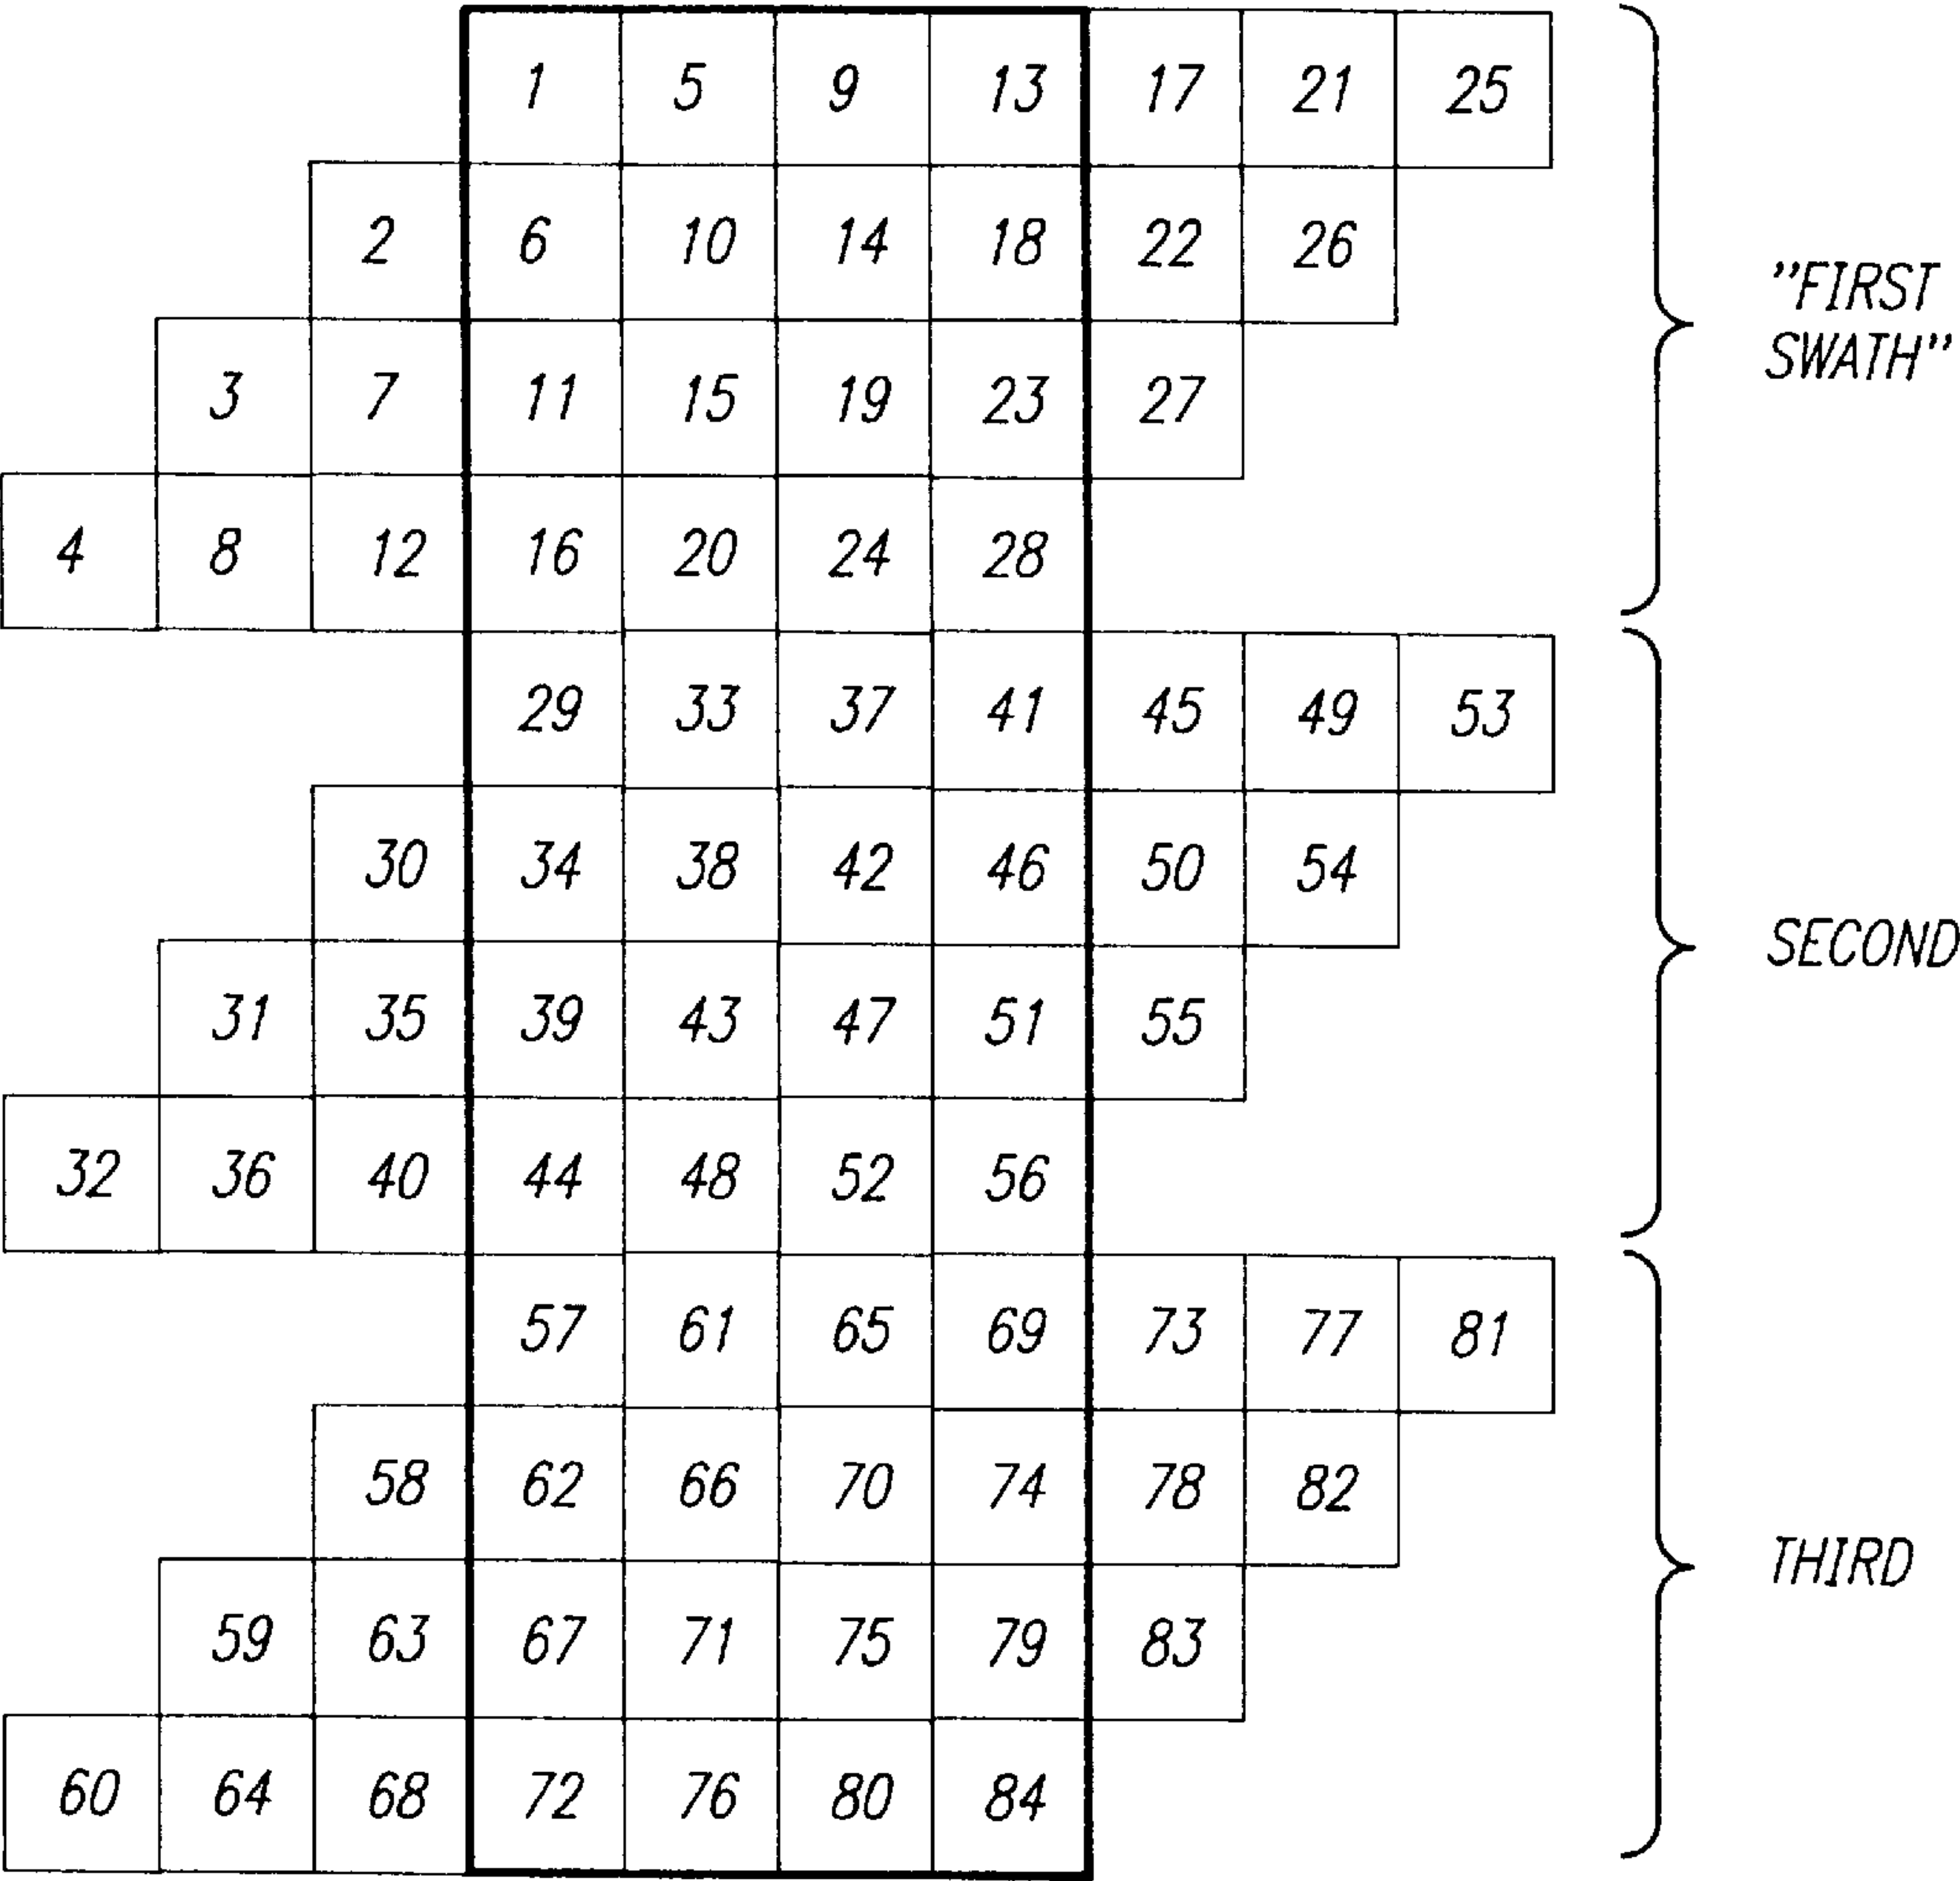 1 5 9 13 17 21 25
2 6 10 14 18 22 26
"FIRST
SWATH"
3 7 11 15 19 23 27
4 8 12 16 20 24 28
29 33 37 41 45 49 53
30 34 38 42 46 50 54
SECOND
31 35 39 43 47 51 55
32 36 40 44 48 52 56
57 61 65 69 73 77 81
58 62 66 70 74 78 82
THIRD
59 63 67 71 75 79 83
60 64 68 72 76 80 84